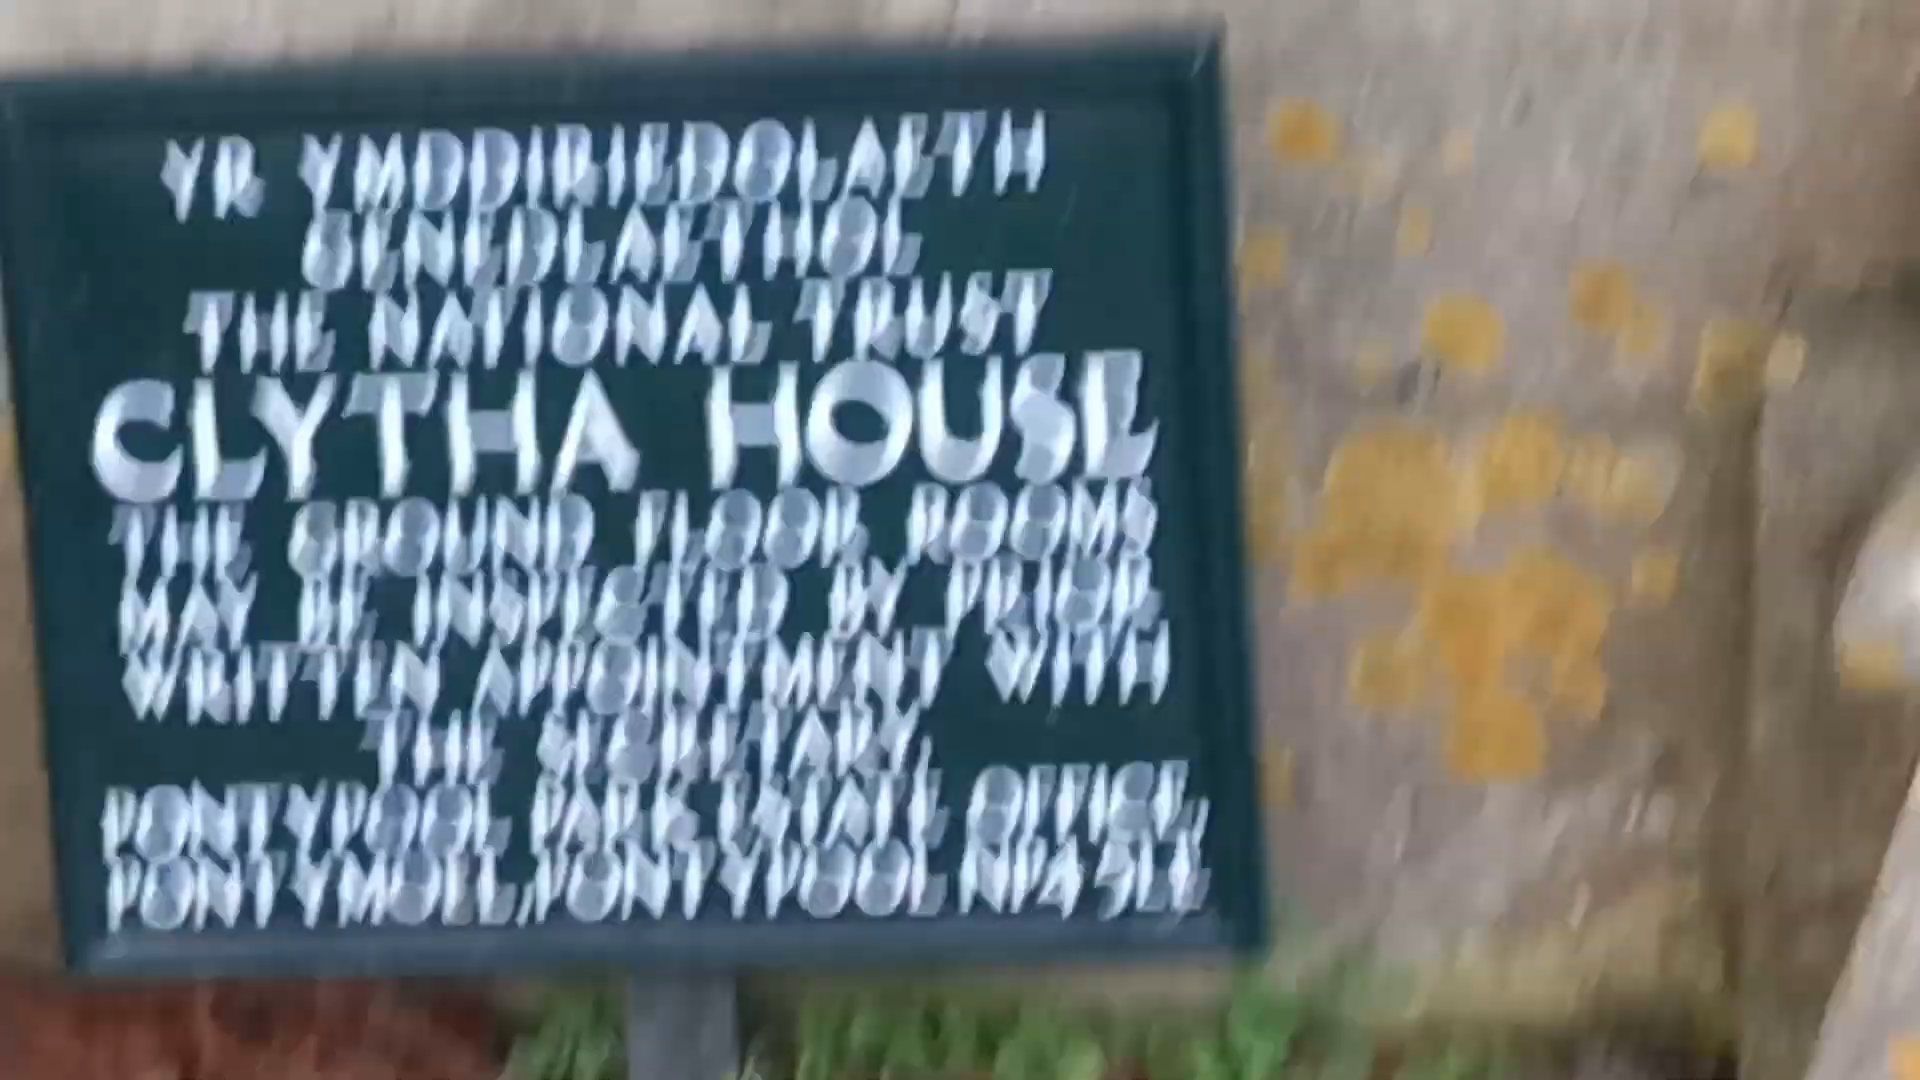 YR YMDDIRIEDOLAETH
GENEDLAETHOL
THE NATIONAL TRUST
CLYTHA HOUSE
THE GROUND FLOOR ROOMS
MAY BE INSPECTED BY PRIOR
WRITTEN APPOINTMENT WITH
THE SECRETARY,
PONTYPOOL PARK ESTATE OFFICE,
PONTYMOEL, PONTYPOOL NP4